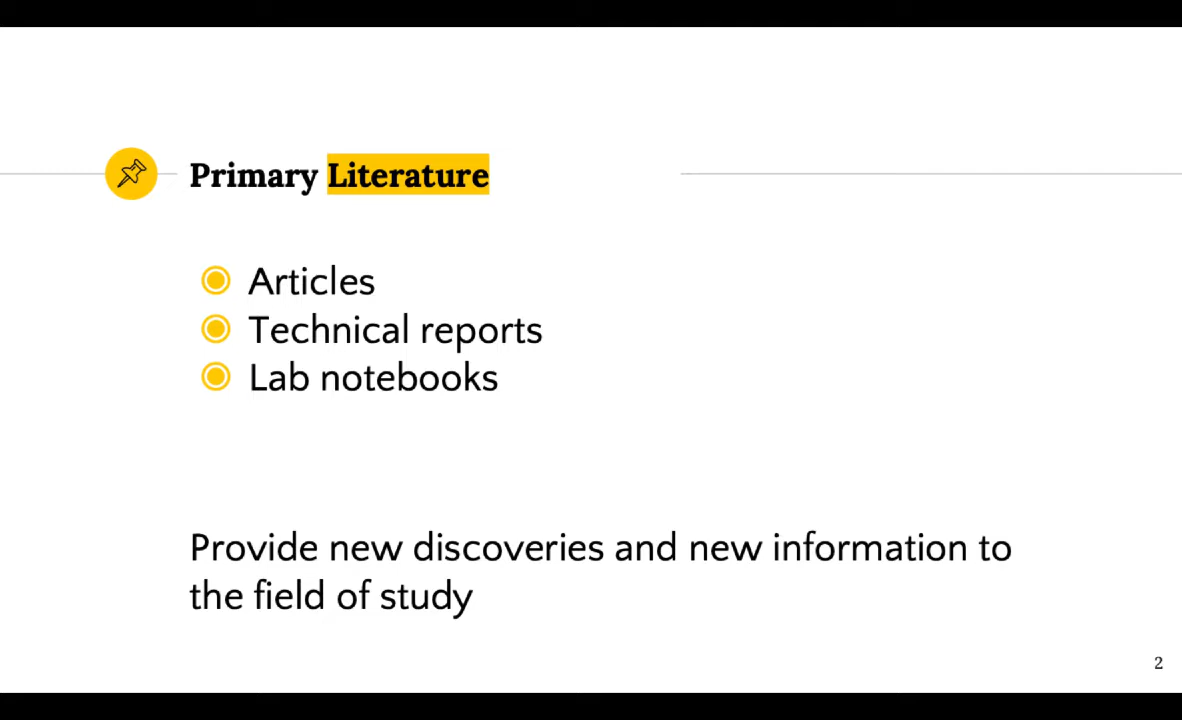 Primary Literature
Articles
Technical reports
Lab notebooks
Provide new discoveries and new information to
the field of study
2